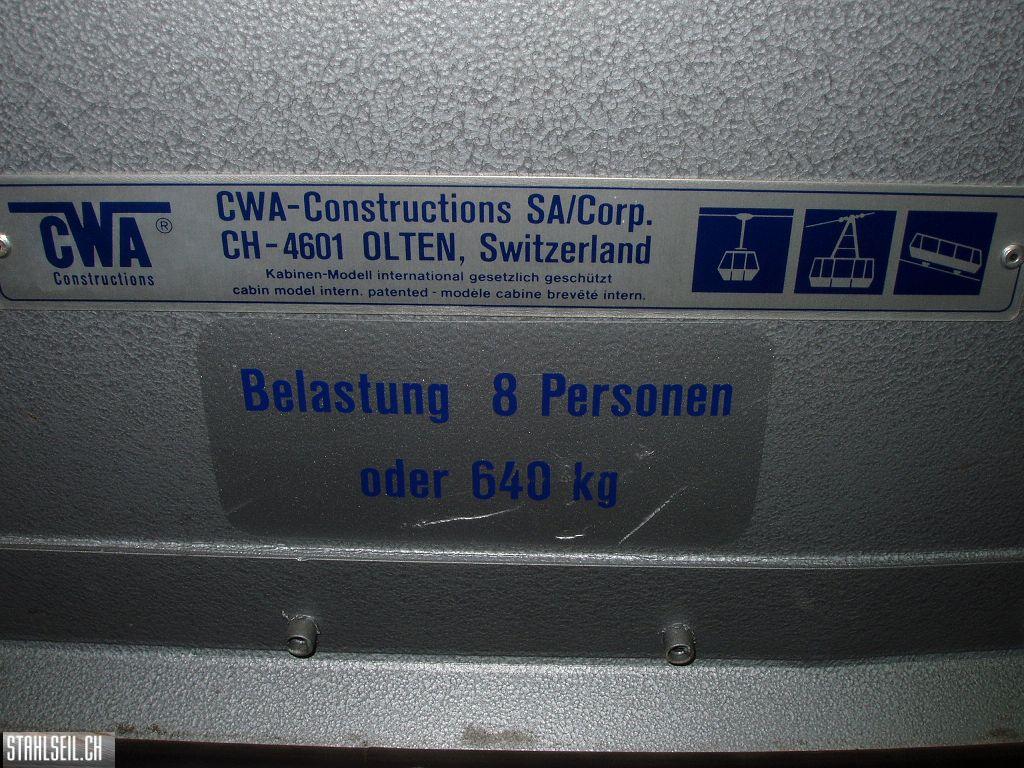 CWA ®
Constructions
CWA-Constructions SA/Corp.
CH-4601 OLTEN, Switzerland
Kabinen-Modell international gesetzlich geschützt
cabin model intern. patented - modèle cabine brevété intern.
Belastung 8 Personen
oder 640 kg
STAHLSEIL.CH